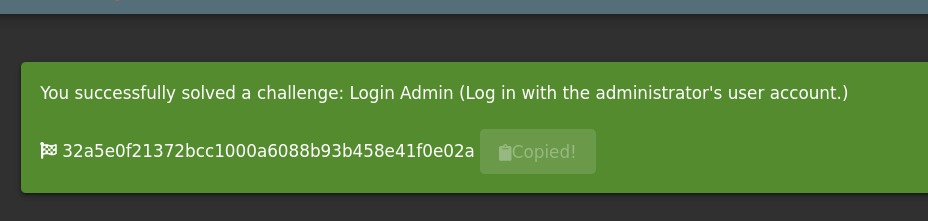 You successfully solved a challenge: Login Admin (Log in with the administrator's user account.)
32a5e0f21372bcc1000a6088b93b458e41f0e02a Copied!